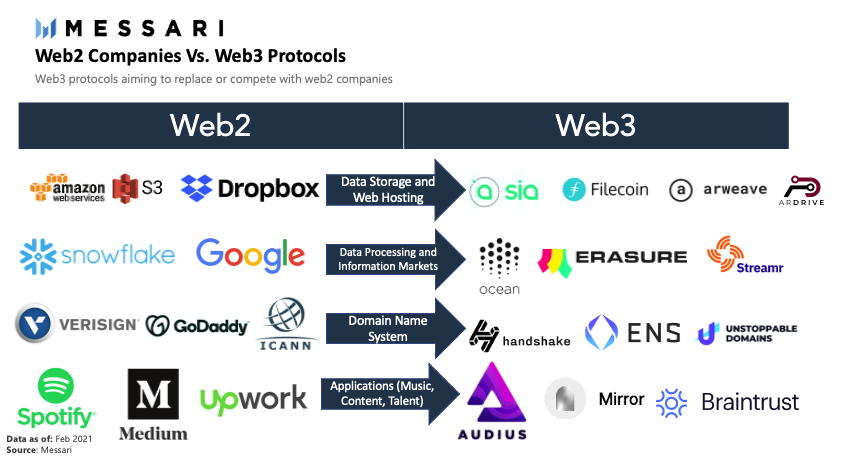 MESSARI
Web2 Companies Vs. Web3 Protocols
Web3 protocols aiming to replace or compete with web2 companies
Web2
Web3
amazon
webservices
S3
Dropbox
Data Storage and
Web Hosting
sia
Filecoin
arweave
ARDRIVE
snowflake
Google
Data Processing and
Information Markets
ocean
ERASURE
Streamr
VERISIGN
GoDaddy
ICANN
Domain Name
System
handshake
ENS
UNSTOPPABLE
DOMAINS
Spotify
M
Medium
upwork
Applications (Music,
Content, Talent)
AUDIUS
Mirror
Braintrust
Data as of: Feb 2021
Source: Messari